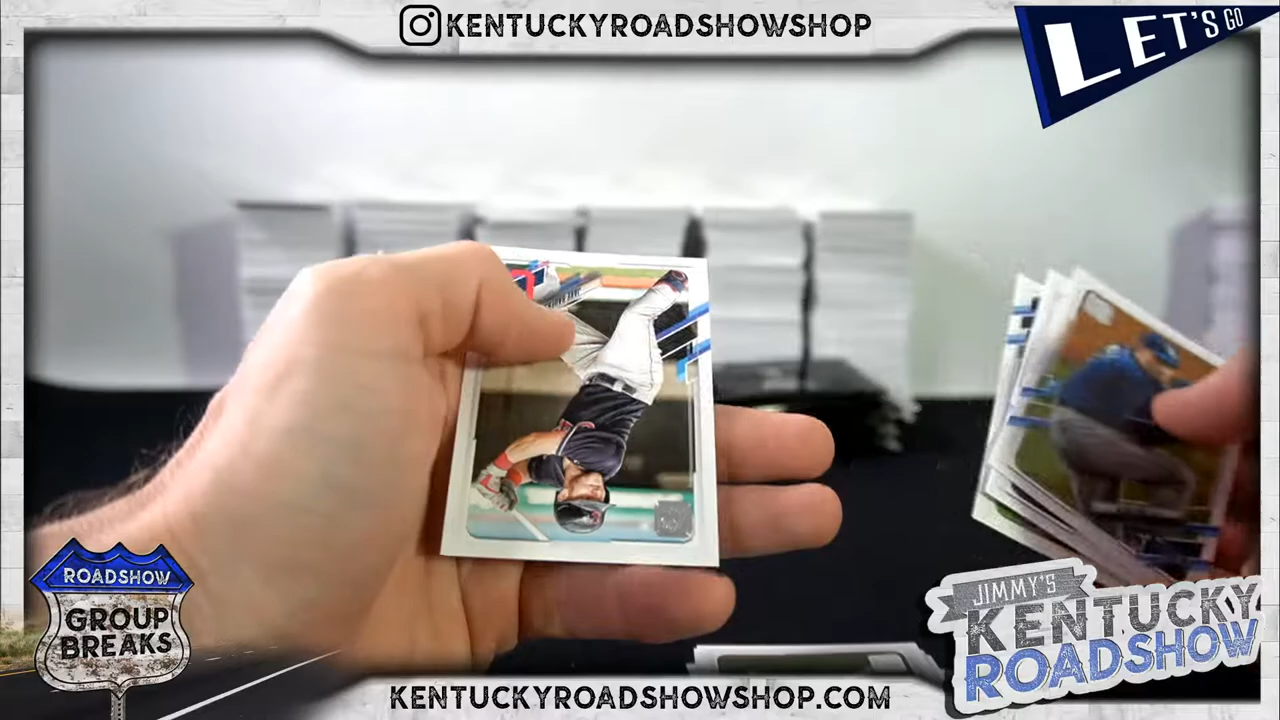 KENTUCKYROADSHOWSHOP
LET'S GO
ROADSHOW
GROUP
BREAKS
JIMMY'S
KENTUCKY
ROADSHOW
KENTUCKYROADSHOWSHOP.COM